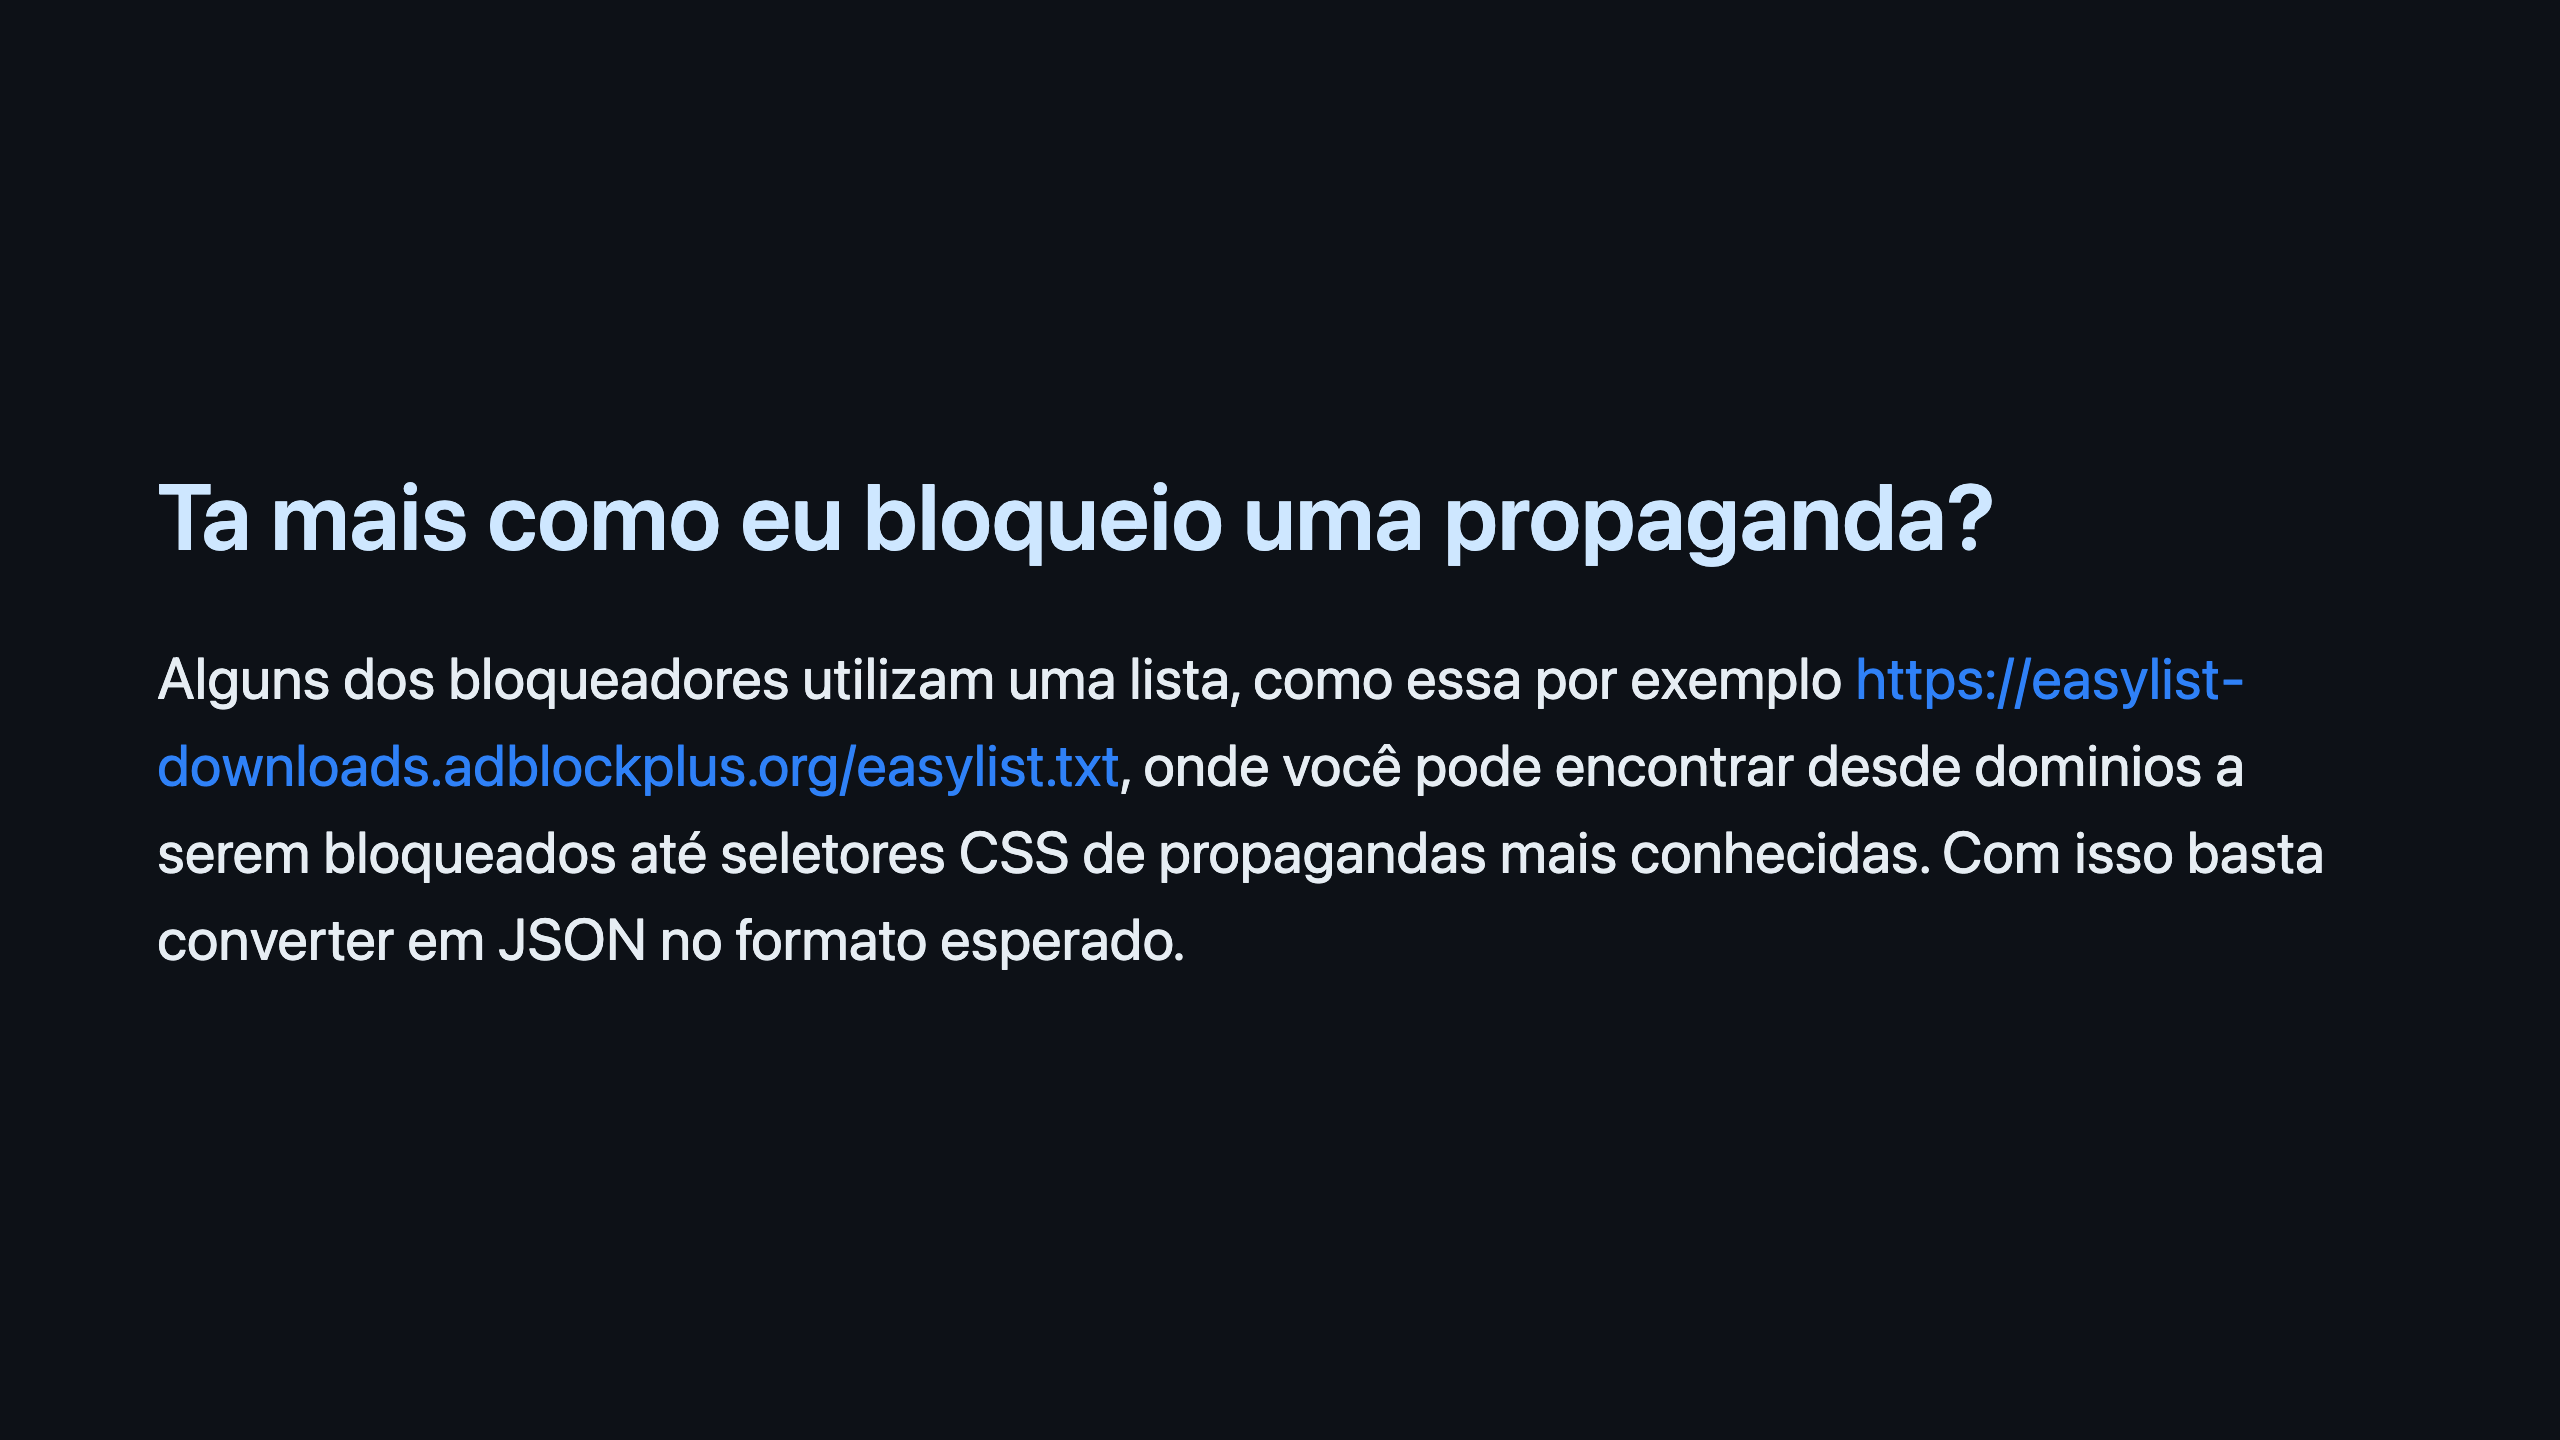 Ta mais como eu bloqueio uma propaganda?
Alguns dos bloqueadores utilizam uma lista, como essa por exemplo https://easylist-
downloads.adblockplus.org/easylist.txt, onde você pode encontrar desde dominios a
serem bloqueados até seletores CSS de propagandas mais conhecidas. Com isso basta
converter em JSON no formato esperado.